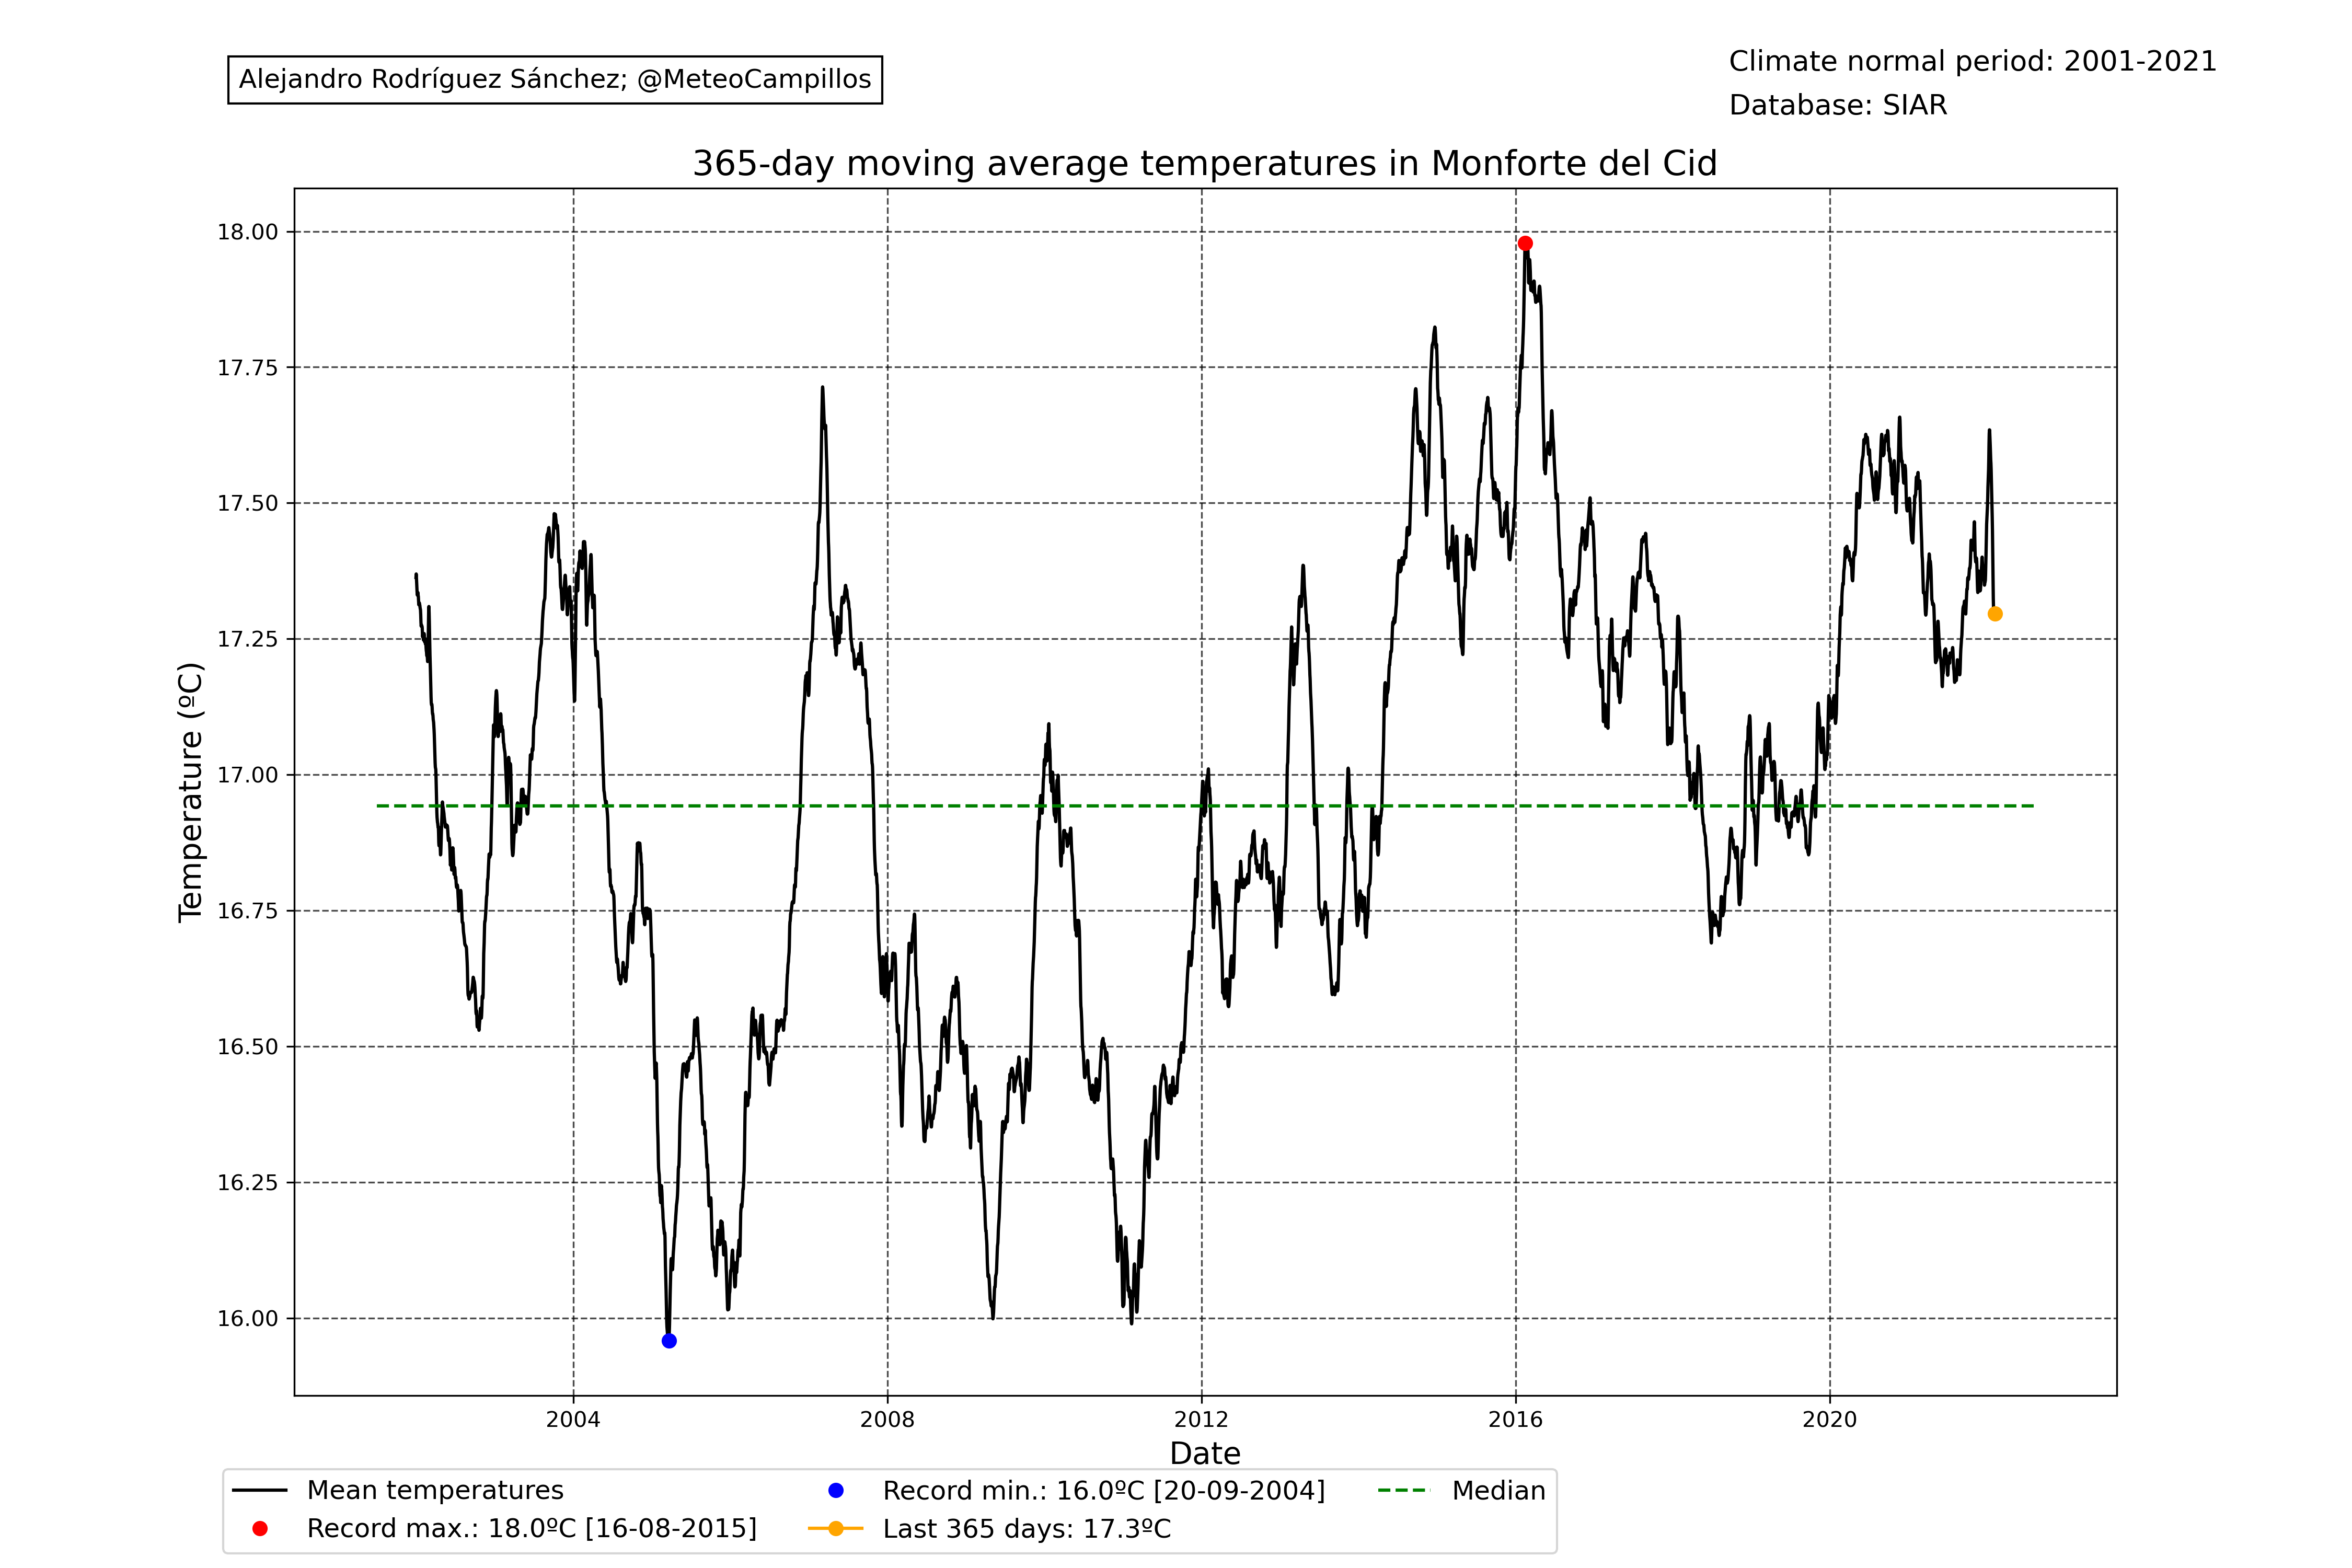 Alejandro Rodríguez Sánchez; @MeteoCampillos
Climate normal period: 2001-2021
Database: SIAR
365-day moving average temperatures in Monforte del Cid
Temperature (ºC)
18.00
17.75
17.50
17.25
17.00
16.75
16.50
16.25
16.00
2004 2008 2012 2016 2020
Date
Mean temperatures
Record max.: 18.0ºC [16-08-2015]
Record min.: 16.0ºC [20-09-2004]
Last 365 days: 17.3ºC
Median